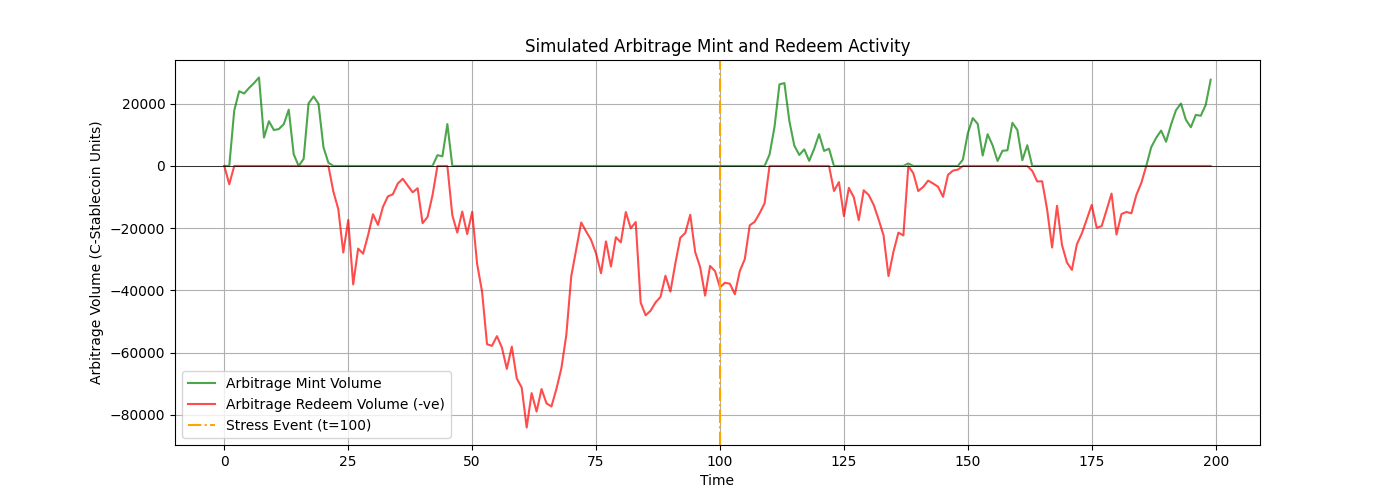 Simulated Arbitrage Mint and Redeem Activity
Arbitrage Volume (C-Stablecoin Units)
20000
0
−20000
−40000
−60000
−80000
Arbitrage Mint Volume
Arbitrage Redeem Volume (-ve)
Stress Event (t=100)
0 25 50 75 100 125 150 175 200
Time